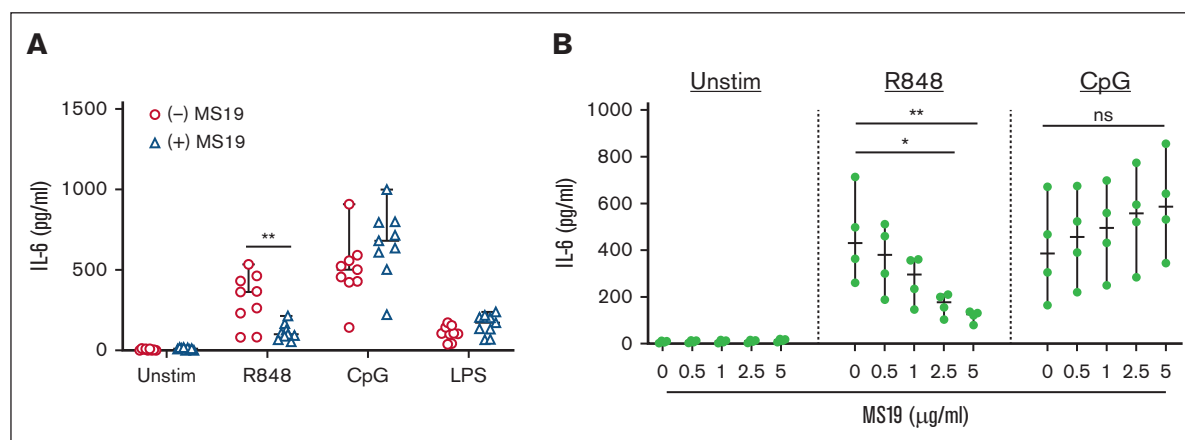 A
IL-6 (pg/ml)
1500
1000
500
0
(–) MS19
(+) MS19
**
Unstim
R848
CpG
LPS
B
Unstim
R848
CpG
IL-6 (pg/ml)
1000
800
600
400
200
0
**
*
ns
0 0.5 1 2.5 5
0 0.5 1 2.5 5
0 0.5 1 2.5 5
MS19 (μg/ml)